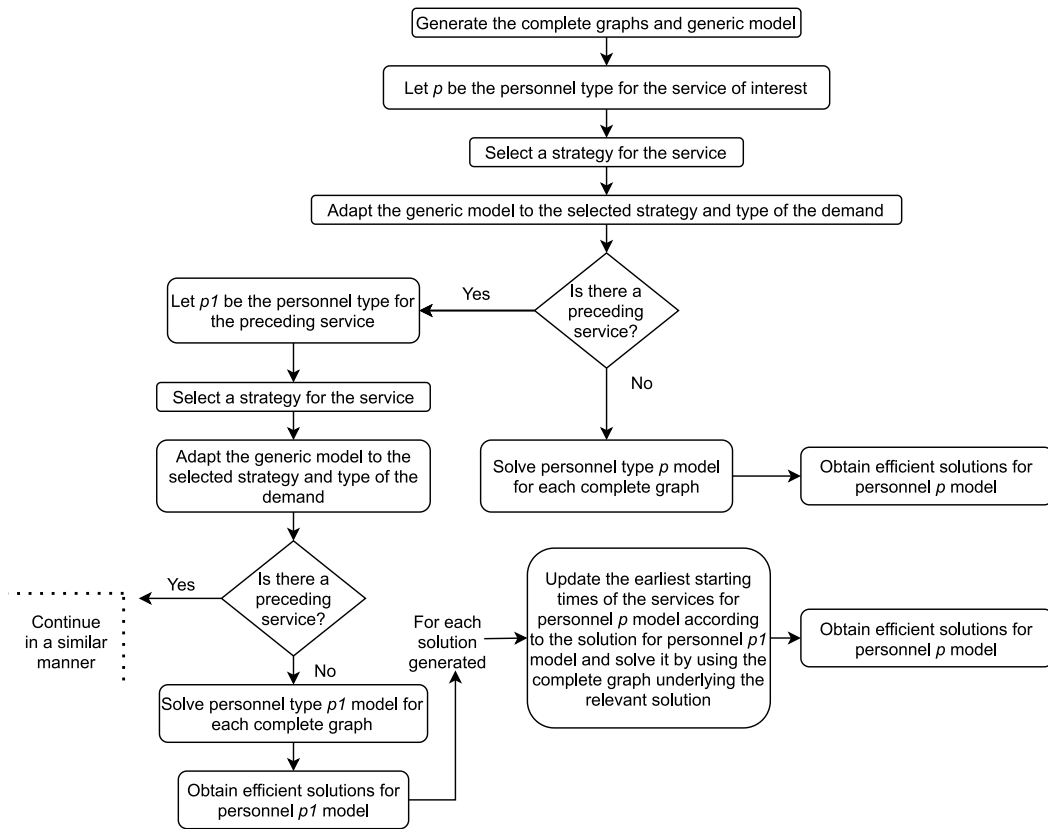 Generate the complete graphs and generic model
Let p be the personnel type for the service of interest
Select a strategy for the service
Adapt the generic model to the selected strategy and type of the demand
Is there a
preceding
service?
Yes
Let p1 be the personnel type for
the preceding service
Select a strategy for the service
Adapt the generic model to the
selected strategy and type of the
demand
No
Solve personnel type p model
for each complete graph
Obtain efficient solutions for
personnel p model
Is there a
preceding
service?
Yes
Continue
in a similar
manner
No
Solve personnel type p1 model for
each complete graph
Obtain efficient solutions for
personnel p1 model
For each
solution
generated
Update the earliest starting
times of the services for
personnel p model according
to the solution for personnel p1
model and solve it by using the
complete graph underlying the
relevant solution
Obtain efficient solutions for
personnel p model